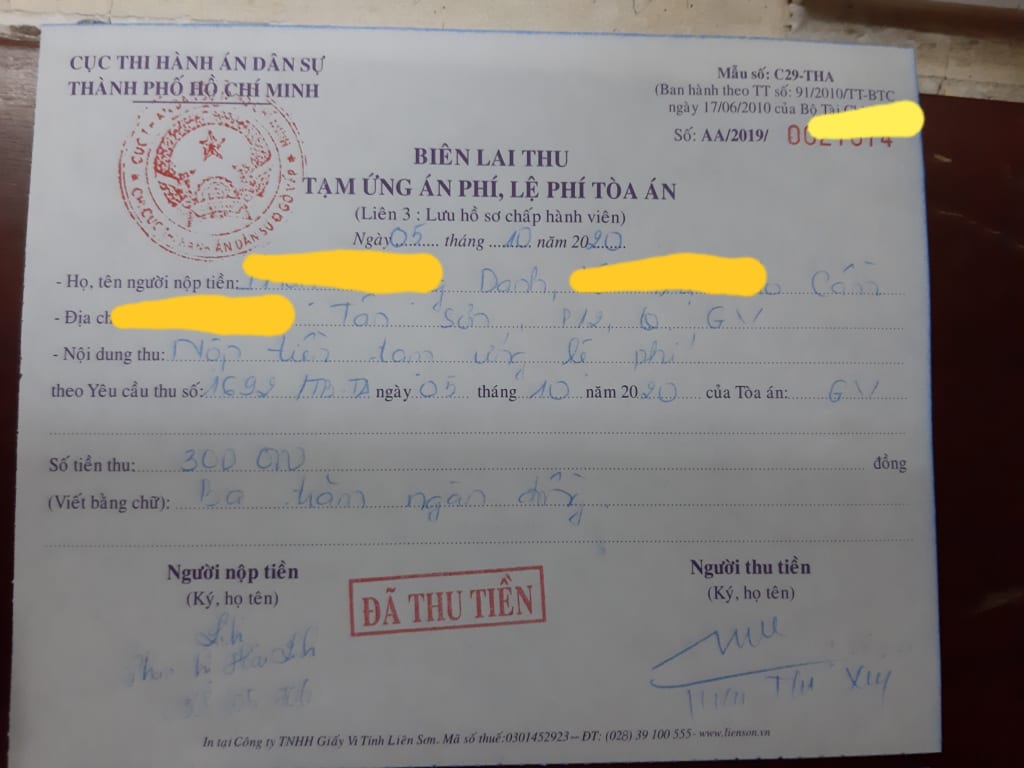 CỤC THI HÀNH ÁN DÂN SỰ
THÀNH PHỐ HỒ CHÍ MINH
Mẫu số: C29-THA
(Ban hành theo TT số: 91/2010/TT-BTC
ngày 17/06/2010 của Bộ Tài
Số: AA/2019/
BIÊN LAI THU
TẠM ỨNG ÁN PHÍ, LỆ PHÍ TÒA ÁN
(Liên 3 : Lưu hồ sơ chấp hành viên)
Ngày 05 tháng 10 năm 2020
- Họ, tên người nộp tiền: Danh, Cầm
- Địa ch Tân Sơn, P12, Q GV
- Nội dung thu: Nộp tiền tạm ứng lệ phí
theo Yêu cầu thu số: 1692 /TB-TA ngày 05 tháng 10 năm 2020 của Tòa án: GV
Số tiền thu: 300 000 đồng
(Viết bằng chữ): Ba trăm ngàn đồng
Người nộp tiền
(Ký, họ tên)
ĐÃ THU TIỀN
Người thu tiền
(Ký, họ tên)
In tại Công ty TNHH Giấy Vi Tính Liên Sơn. Mã số thuế:0301452923 – ĐT: (028) 39 100 555 - www.lienson.vn